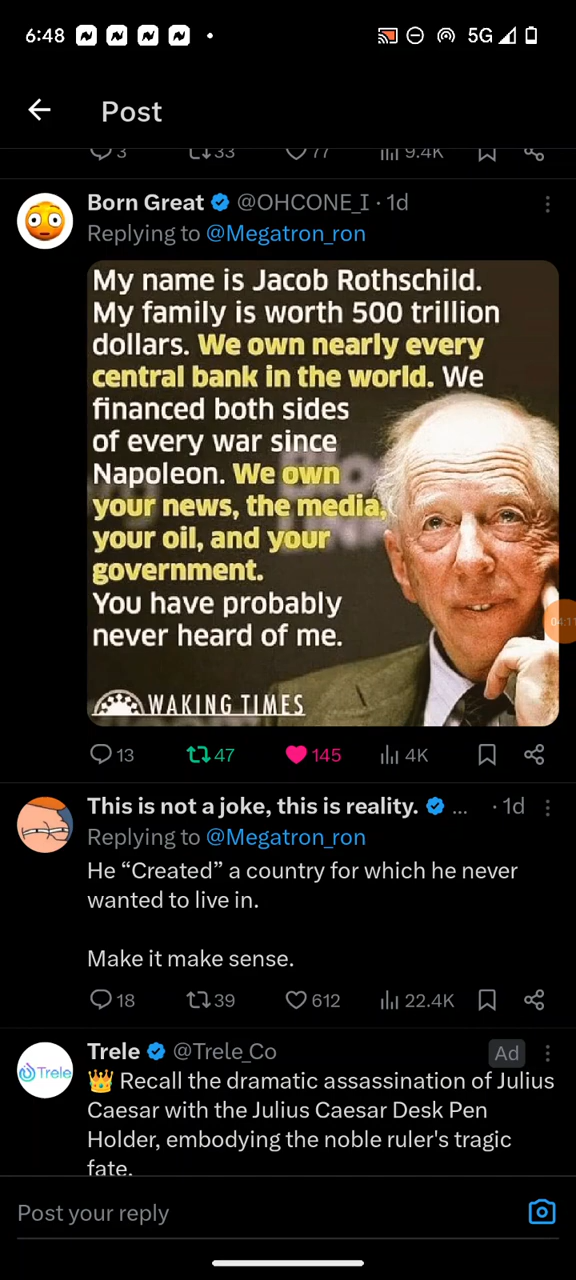 6:48
5G
Post
3 33 77 9.4K
Born Great @OHCONE_I · 1d
Replying to @Megatron_ron
My name is Jacob Rothschild.
My family is worth 500 trillion
dollars. We own nearly every
central bank in the world. We
financed both sides
of every war since
Napoleon. We own
your news, the media,
your oil, and your
government.
You have probably
never heard of me.
04:11
WAKING TIMES
13 47 145 4K
This is not a joke, this is reality. ... · 1d
Replying to @Megatron_ron
He “Created” a country for which he never
wanted to live in.
Make it make sense.
18 39 612 22.4K
Trele @Trele_Co Ad
Trele
👑 Recall the dramatic assassination of Julius
Caesar with the Julius Caesar Desk Pen
Holder, embodying the noble ruler's tragic
fate.
Post your reply